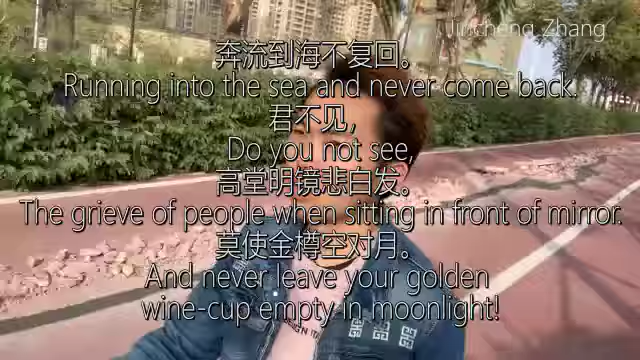 Jincheng Zhang
奔流到海不复回。
Running into the sea and never come back.
君不见，
Do you not see,
高堂明镜悲白发。
The grieve of people when sitting in front of mirror.
莫使金樽空对月。
And never leave your golden
wine-cup empty in moonlight!